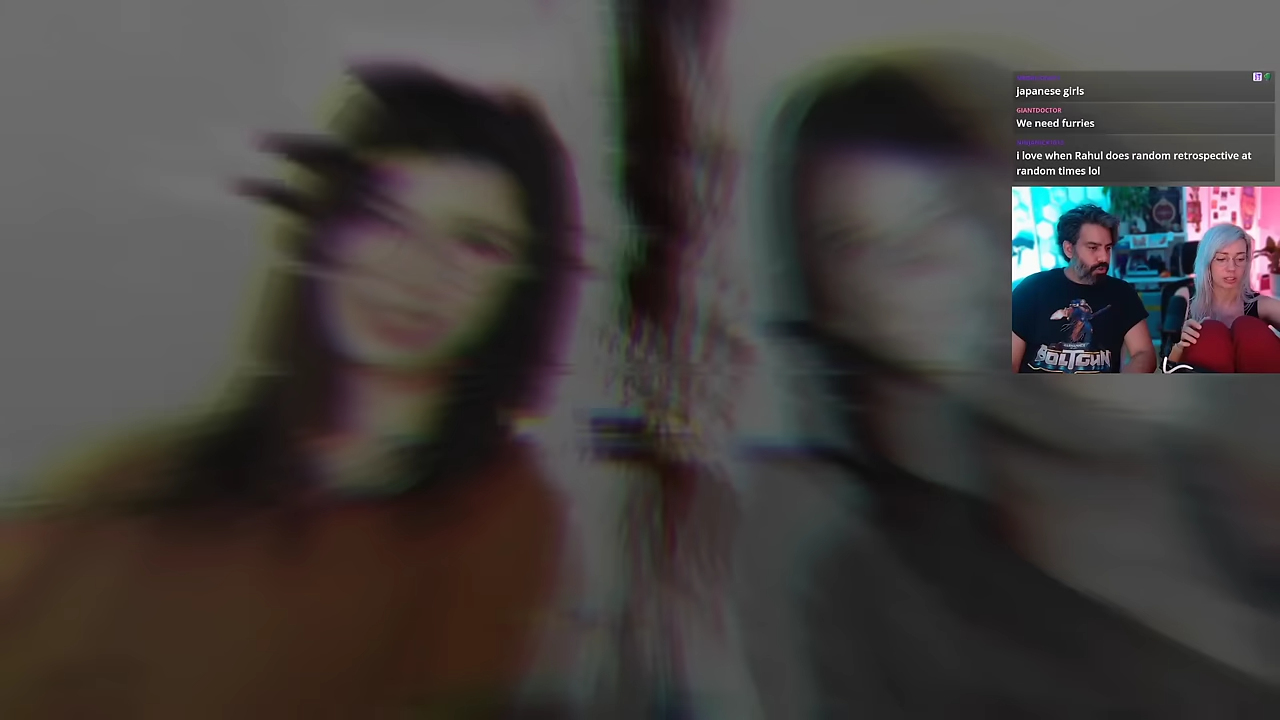 japanese girls
GIANTDOCTOR
We need furries
I love when Rahul does random retrospective at
random times lol
BOLTGUN